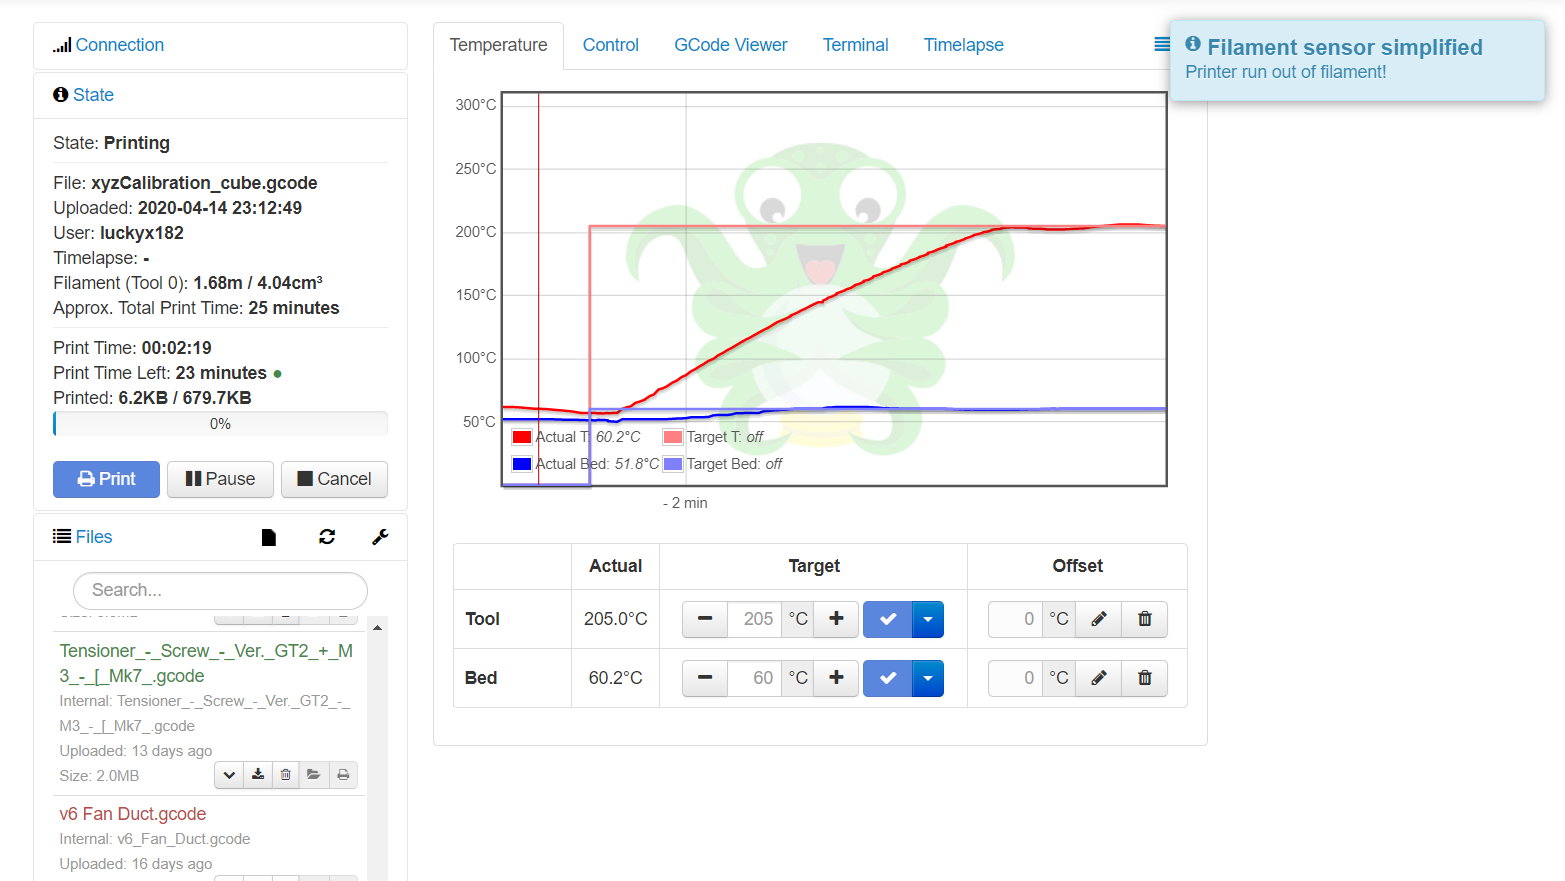 Connection
State
State: Printing
File: xyzCalibration_cube.gcode
Uploaded: 2020-04-14 23:12:49
User: luckyx182
Timelapse: -
Filament (Tool 0): 1.68m / 4.04cm³
Approx. Total Print Time: 25 minutes
Print Time: 00:02:19
Print Time Left: 23 minutes
Printed: 6.2KB / 679.7KB
0%
Print Pause Cancel
Files
Search...
Tensioner_-_Screw_-_Ver._GT2_+_M
3_-_[_Mk7_.gcode
Internal: Tensioner_-_Screw_-_Ver._GT2_-_
M3_-_[_Mk7_.gcode
Uploaded: 13 days ago
Size: 2.0MB
v6 Fan Duct.gcode
Internal: v6_Fan_Duct.gcode
Uploaded: 16 days ago
Temperature Control GCode Viewer Terminal Timelapse
Filament sensor simplified
Printer run out of filament!
300°C
250°C
200°C
150°C
100°C
50°C
Actual T: 60.2°C Target T: off
Actual Bed: 51.8°C Target Bed: off
- 2 min
Actual Target Offset
Tool 205.0°C 205 °C 0 °C
Bed 60.2°C 60 °C 0 °C